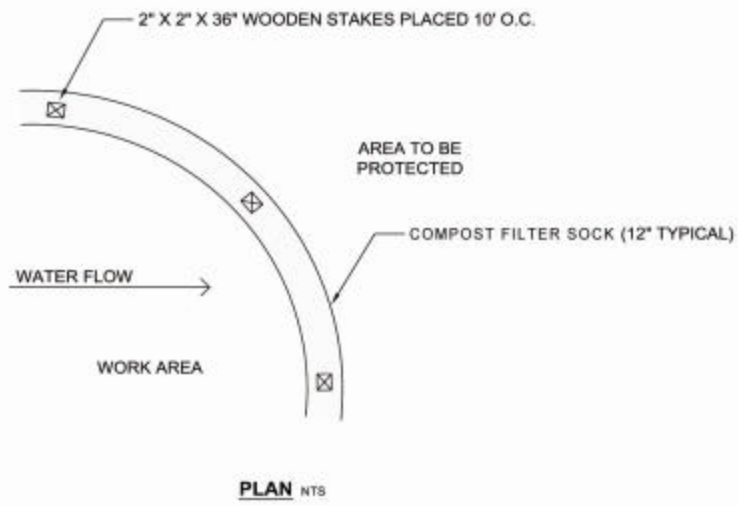 2" X 2" X 36" WOODEN STAKES PLACED 10' O.C.
AREA TO BE
PROTECTED
COMPOST FILTER SOCK (12" TYPICAL)
WATER FLOW
WORK AREA
PLAN NTS